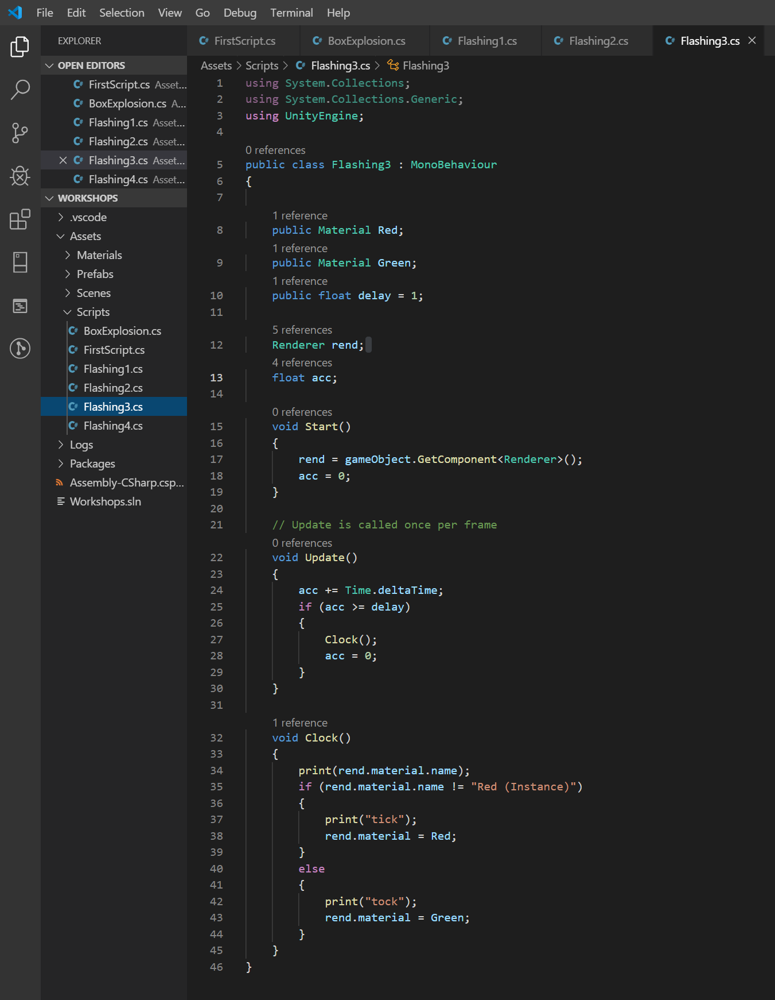 File Edit Selection View Go Debug Terminal Help
EXPLORER
OPEN EDITORS
FirstScript.cs Asset...
BoxExplosion.cs A...
Flashing1.cs Asset...
Flashing2.cs Asset...
Flashing3.cs Asset...
Flashing4.cs Asset...
WORKSHOPS
.vscode
Assets
Materials
Prefabs
Scenes
Scripts
BoxExplosion.cs
FirstScript.cs
Flashing1.cs
Flashing2.cs
Flashing3.cs
Flashing4.cs
Logs
Packages
Assembly-CSharp.csp...
Workshops.sln
FirstScript.cs BoxExplosion.cs Flashing1.cs Flashing2.cs Flashing3.cs
Assets > Scripts > Flashing3.cs > Flashing3
1 using System.Collections;
2 using System.Collections.Generic;
3 using UnityEngine;
4
0 references
5 public class Flashing3 : MonoBehaviour
6 {
7
1 reference
8 public Material Red;
1 reference
9 public Material Green;
1 reference
10 public float delay = 1;
11
5 references
12 Renderer rend;
4 references
13 float acc;
14
0 references
15 void Start()
16 {
17 rend = gameObject.GetComponent<Renderer>();
18 acc = 0;
19 }
20
21 // Update is called once per frame
0 references
22 void Update()
23 {
24 acc += Time.deltaTime;
25 if (acc >= delay)
26 {
27 Clock();
28 acc = 0;
29 }
30 }
31
1 reference
32 void Clock()
33 {
34 print(rend.material.name);
35 if (rend.material.name != "Red (Instance)")
36 {
37 print("tick");
38 rend.material = Red;
39 }
40 else
41 {
42 print("tock");
43 rend.material = Green;
44 }
45 }
46 }